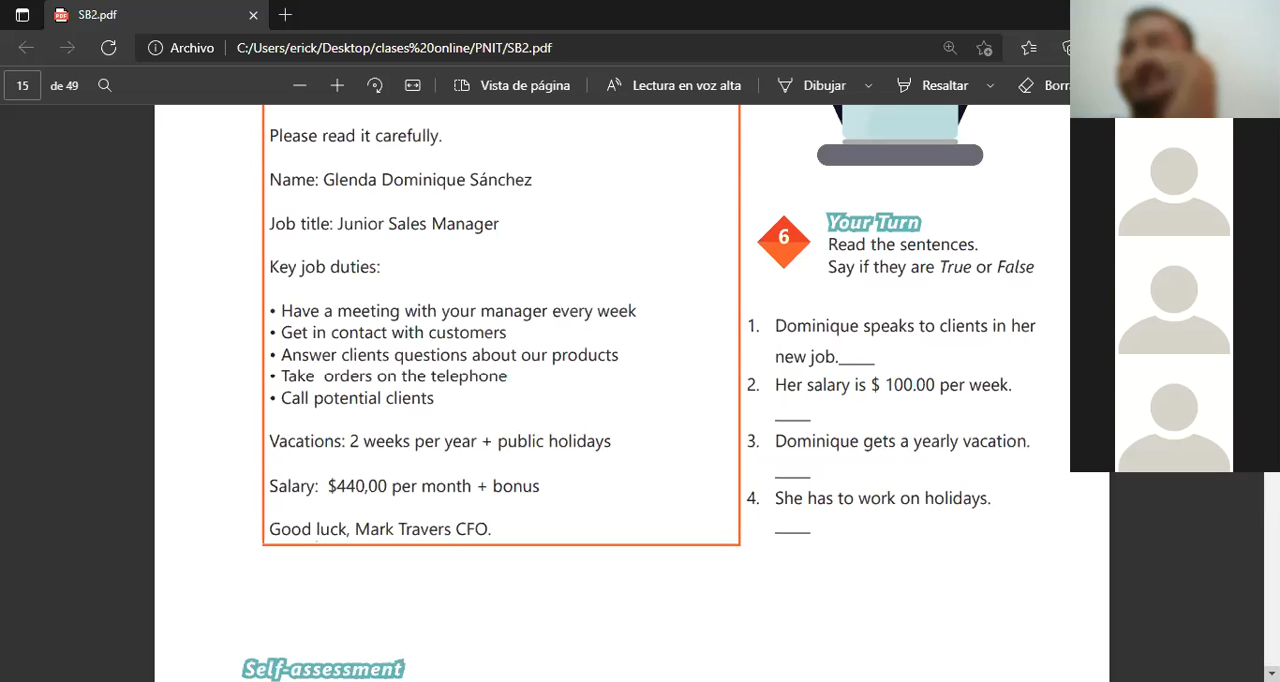 SB2.pdf
Archivo
C:/Users/erick/Desktop/clases%20online/PNIT/SB2.pdf
15
de 49
Vista de página
Lectura en voz alta
Dibujar
Resaltar
Please read it carefully.
Name: Glenda Dominique Sánchez
Job title: Junior Sales Manager
Key job duties:
• Have a meeting with your manager every week
• Get in contact with customers
• Answer clients questions about our products
• Take orders on the telephone
• Call potential clients
Vacations: 2 weeks per year + public holidays
Salary: $440,00 per month + bonus
Good luck, Mark Travers CFO.
6
Your Turn
Read the sentences.
Say if they are True or False
1. Dominique speaks to clients in her
new job.____
2. Her salary is $ 100.00 per week.
____
3. Dominique gets a yearly vacation.
____
4. She has to work on holidays.
____
Self-assessment